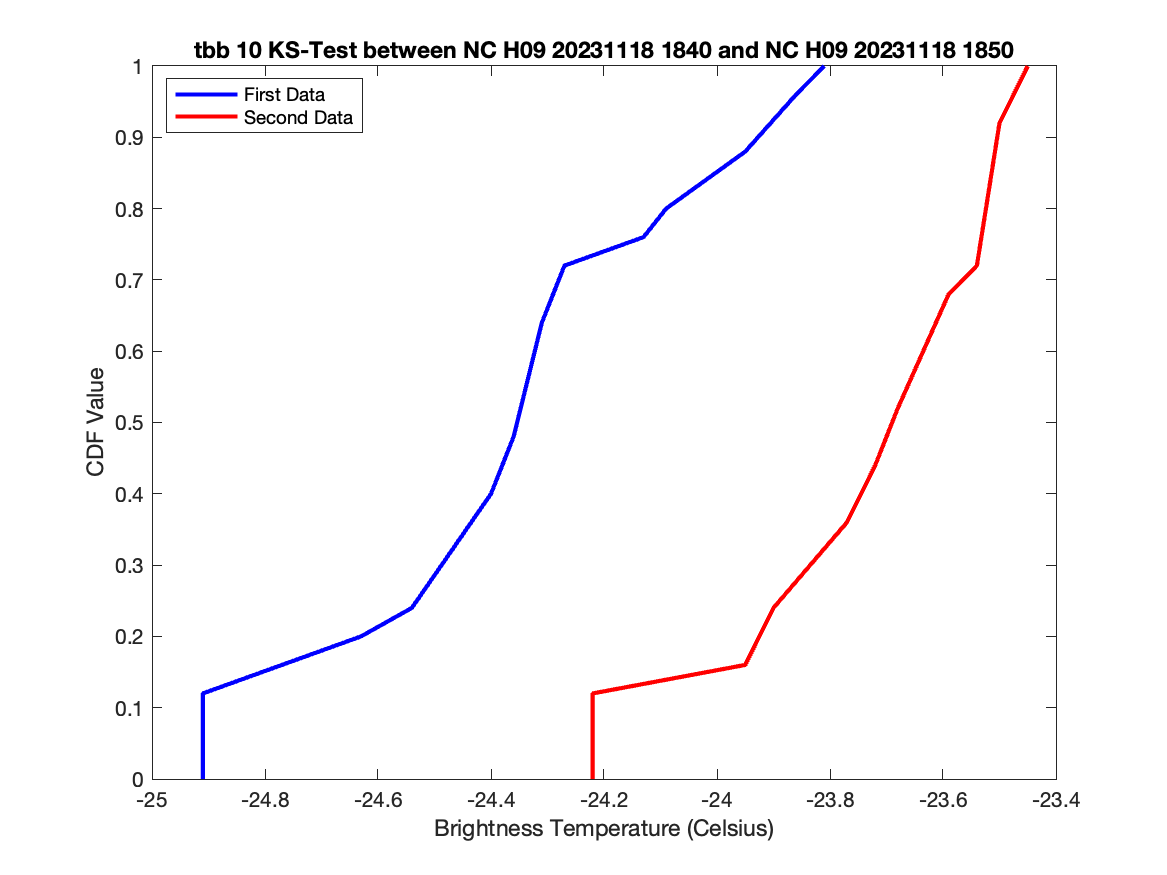 tbb 10 KS-Test between NC H09 20231118 1840 and NC H09 20231118 1850
First Data
Second Data
1
0.9
0.8
0.7
0.6
0.5
0.4
0.3
0.2
0.1
0
CDF Value
-25 -24.8 -24.6 -24.4 -24.2 -24 -23.8 -23.6 -23.4
Brightness Temperature (Celsius)